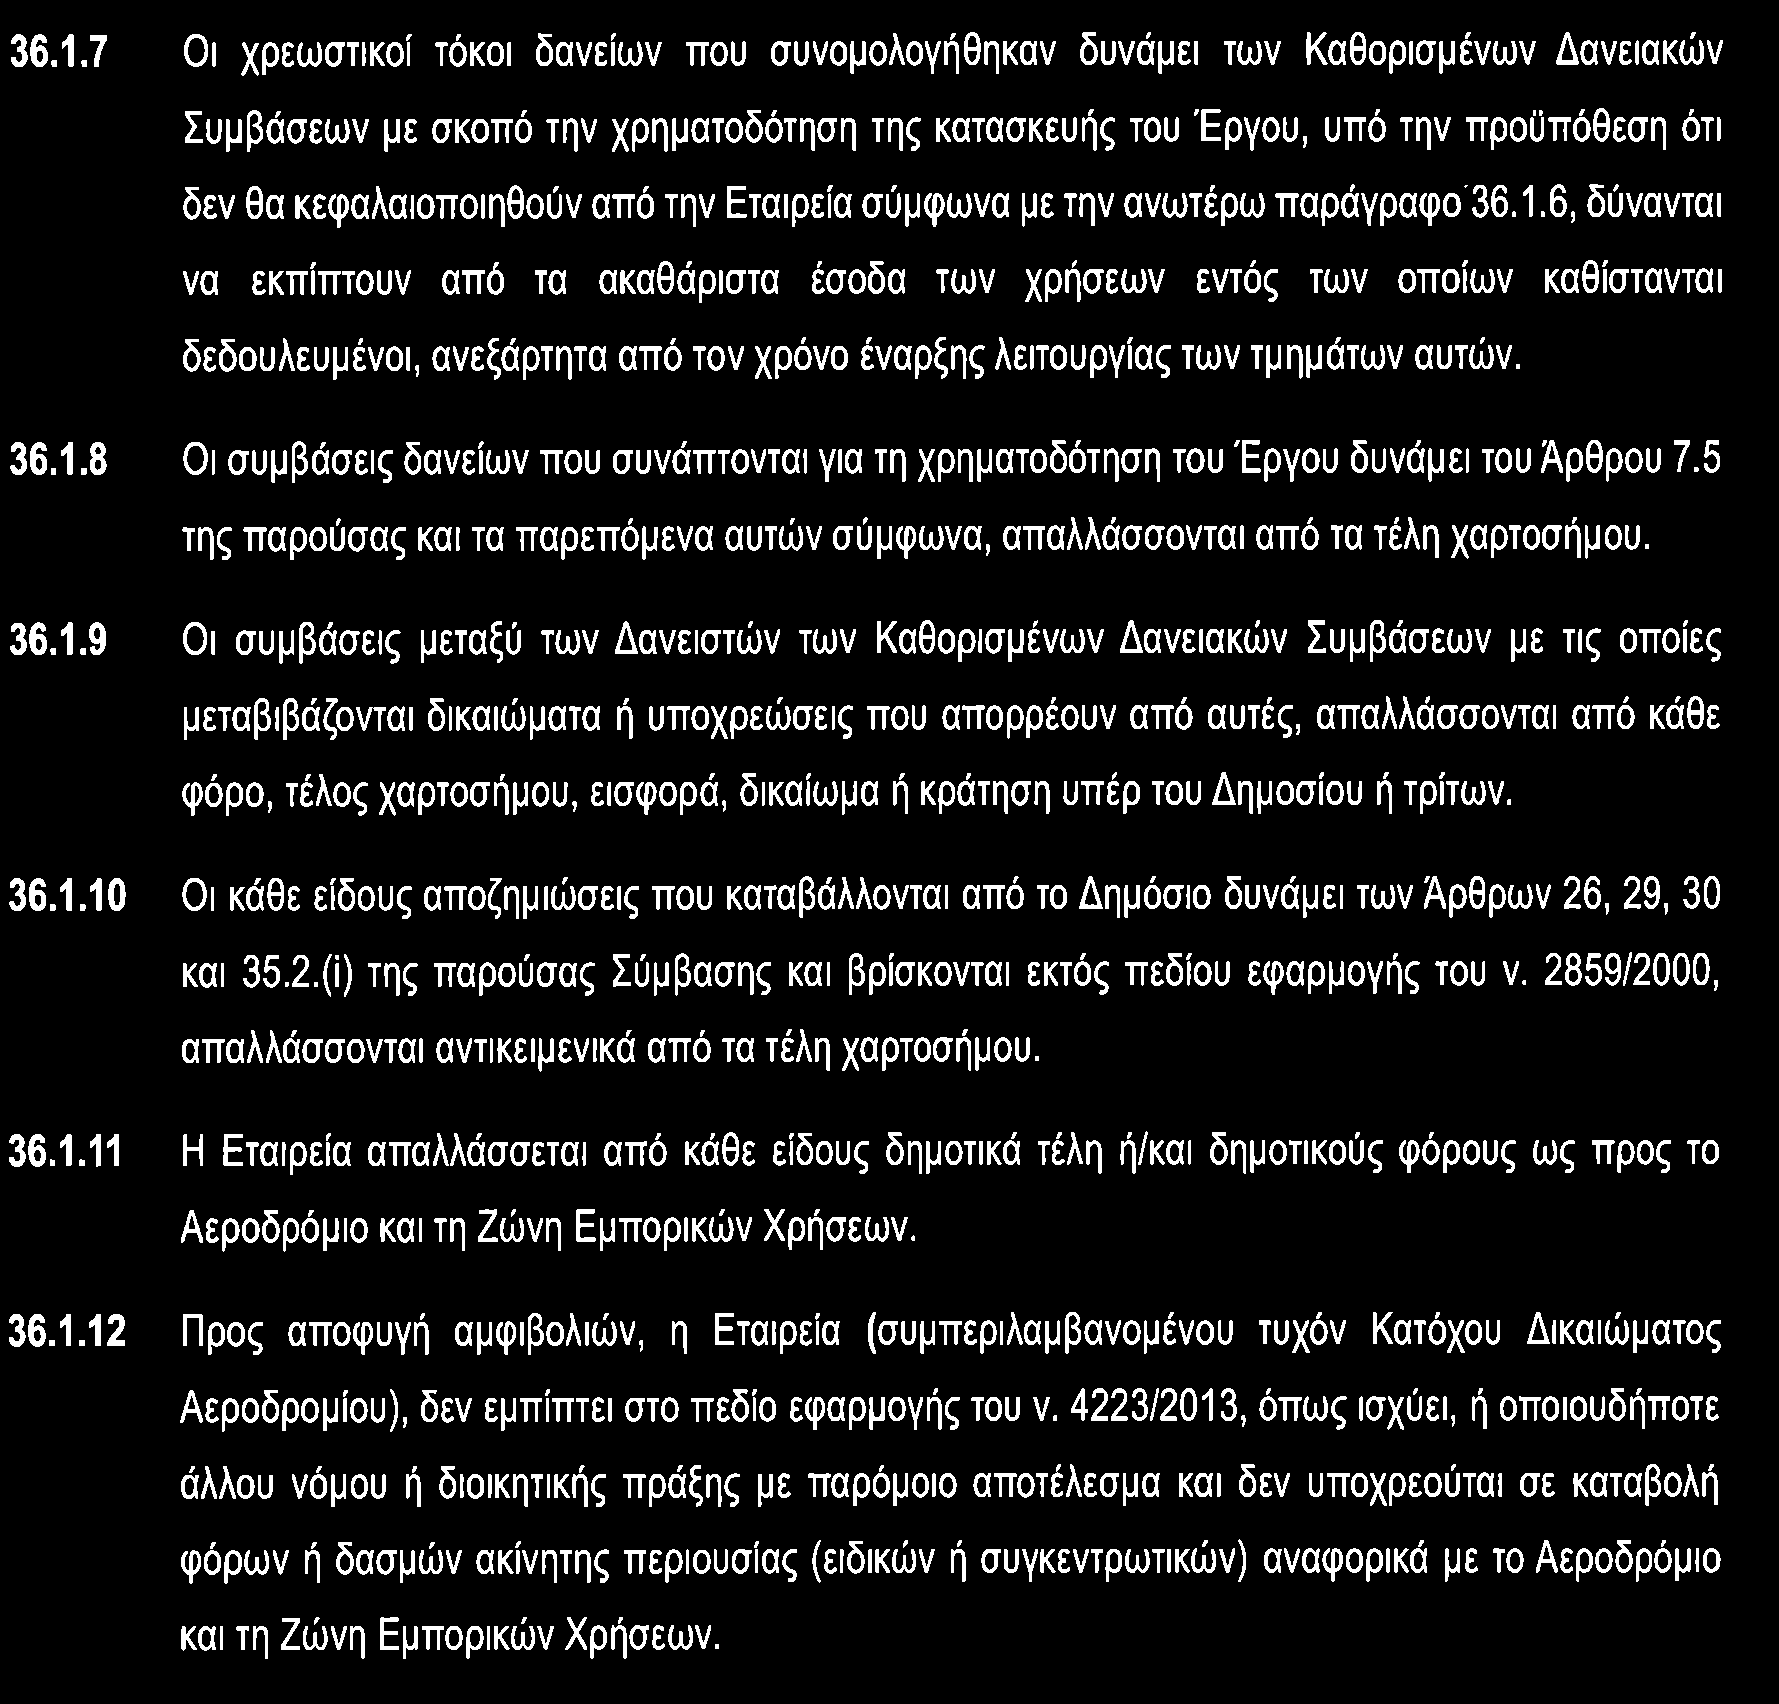 36.1.7 Οι χρεωστικοί τόκοι δανείων που συνομολογήθηκαν δυνάμει των Καθορισμένων Δανειακών
Συμβάσεων με σκοπό την χρηματοδότηση της κατασκευής του Έργου, υπό την προϋπόθεση ότι
δεν θα κεφαλαιοποιηθούν από την Εταιρεία σύμφωνα με την ανωτέρω παράγραφο 36.1.6, δύνανται
να εκπίπτουν από τα ακαθάριστα έσοδα των χρήσεων εντός των οποίων καθίστανται
δεδουλευμένοι, ανεξάρτητα από τον χρόνο έναρξης λειτουργίας των τμημάτων αυτών.
36.1.8 Οι συμβάσεις δανείων που συνάπτονται για τη χρηματοδότηση του Έργου δυνάμει του Άρθρου 7.5
της παρούσας και τα παρεπόμενα αυτών σύμφωνα, απαλλάσσονται από τα τέλη χαρτοσήμου.
36.1.9 Οι συμβάσεις μεταξύ των Δανειστών των Καθορισμένων Δανειακών Συμβάσεων με τις οποίες
μεταβιβάζονται δικαιώματα ή υποχρεώσεις που απορρέουν από αυτές, απαλλάσσονται από κάθε
φόρο, τέλος χαρτοσήμου, εισφορά, δικαίωμα ή κράτηση υπέρ του Δημοσίου ή τρίτων.
36.1.10 Οι κάθε είδους αποζημιώσεις που καταβάλλονται από το Δημόσιο δυνάμει των Άρθρων 26, 29, 30
και 35.2.(i) της παρούσας Σύμβασης και βρίσκονται εκτός πεδίου εφαρμογής του ν. 2859/2000,
απαλλάσσονται αντικειμενικά από τα τέλη χαρτοσήμου.
36.1.11 Η Εταιρεία απαλλάσσεται από κάθε είδους δημοτικά τέλη ή/και δημοτικούς φόρους ως προς το
Αεροδρόμιο και τη Ζώνη Εμπορικών Χρήσεων.
36.1.12 Προς αποφυγή αμφιβολιών, η Εταιρεία (συμπεριλαμβανομένου τυχόν Κατόχου Δικαιώματος
Αεροδρομίου), δεν εμπίπτει στο πεδίο εφαρμογής του ν. 4223/2013, όπως ισχύει, ή οποιουδήποτε
άλλου νόμου ή διοικητικής πράξης με παρόμοιο αποτέλεσμα και δεν υποχρεούται σε καταβολή
φόρων ή δασμών ακίνητης περιουσίας (ειδικών ή συγκεντρωτικών) αναφορικά με το Αεροδρόμιο
και τη Ζώνη Εμπορικών Χρήσεων.